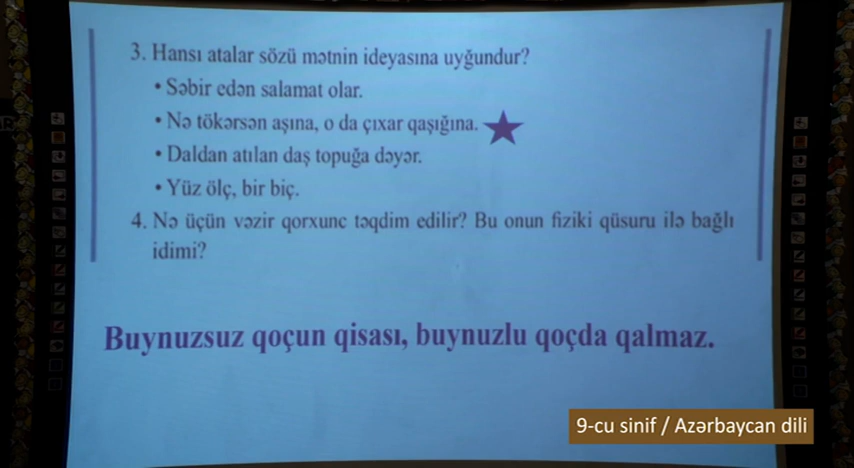 3. Hansı atalar sözü mətnin ideyasına uyğundur?
• Səbir edən salamat olar.
• Nə tökərsən aşına, o da çıxar qaşığına.
• Daldan atılan daş topuğa dəyər.
• Yüz ölç, bir biç.
4. Nə üçün vəzir qorxunc təqdim edilir? Bu onun fiziki qüsuru ilə bağlı
idimi?
Buynuzsuz qoçun qisası, buynuzlu qoçda qalmaz.
9-cu sinif / Azərbaycan dili